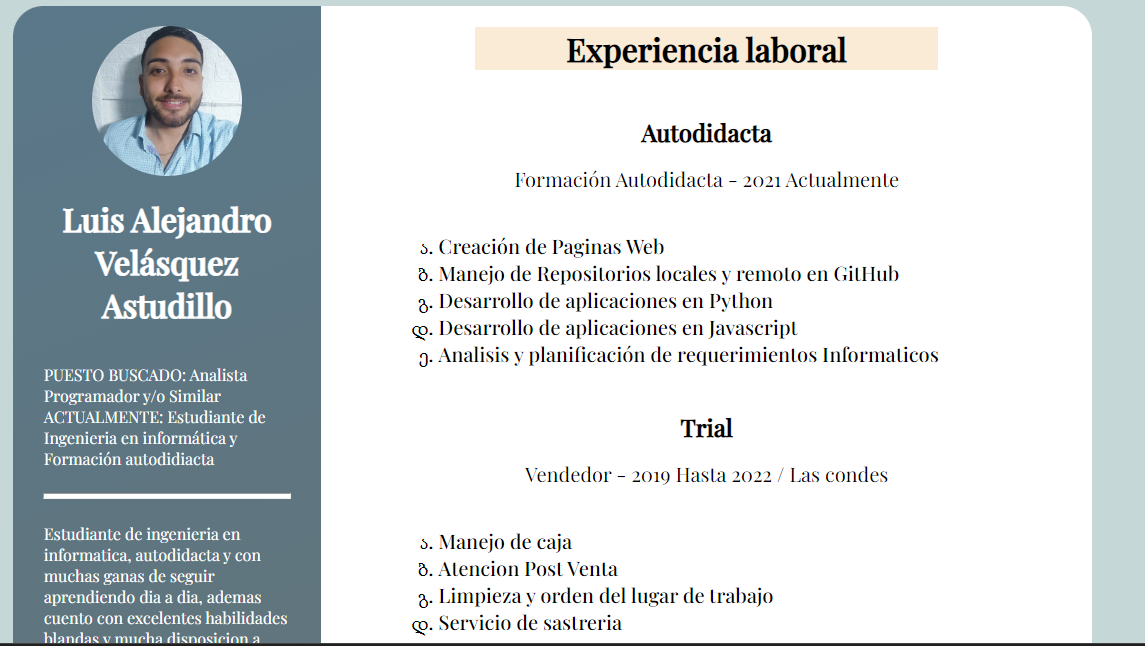 Luis Alejandro
Velásquez
Astudillo
PUESTO BUSCADO: Analista
Programador y/o Similar
ACTUALMENTE: Estudiante de
Ingenieria en informática y
Formación autodidiacta
Estudiante de ingenieria en
informatica, autodidacta y con
muchas ganas de seguir
aprendiendo dia a dia, ademas
cuento con excelentes habilidades
blandas y mucha disposicion a
Experiencia laboral
Autodidacta
Formación Autodidacta - 2021 Actualmente
ა. Creación de Paginas Web
ბ. Manejo de Repositorios locales y remoto en GitHub
გ. Desarrollo de aplicaciones en Python
დ. Desarrollo de aplicaciones en Javascript
ე. Analisis y planificación de requerimientos Informaticos
Trial
Vendedor - 2019 Hasta 2022 / Las condes
ა. Manejo de caja
ბ. Atencion Post Venta
გ. Limpieza y orden del lugar de trabajo
დ. Servicio de sastreria